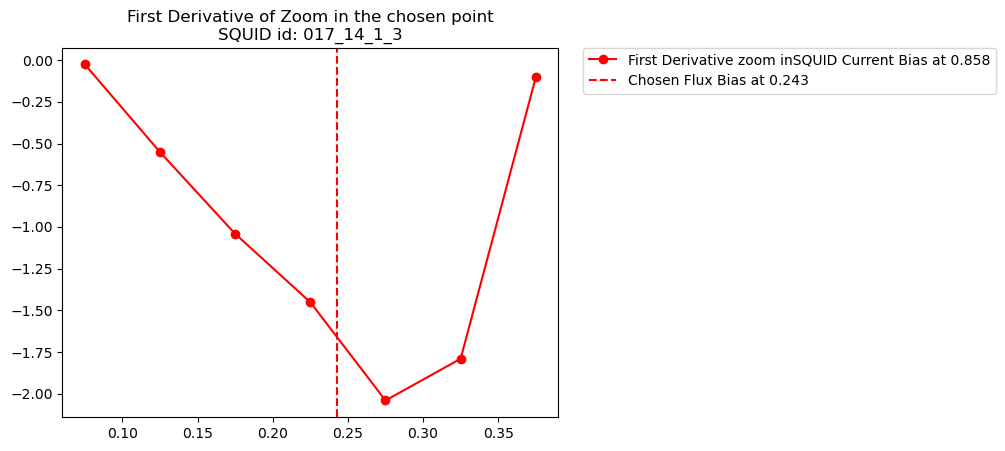 First Derivative of Zoom in the chosen point
SQUID id: 017_14_1_3
First Derivative zoom inSQUID Current Bias at 0.858
Chosen Flux Bias at 0.243
0.00
−0.25
−0.50
−0.75
−1.00
−1.25
−1.50
−1.75
−2.00
0.10 0.15 0.20 0.25 0.30 0.35